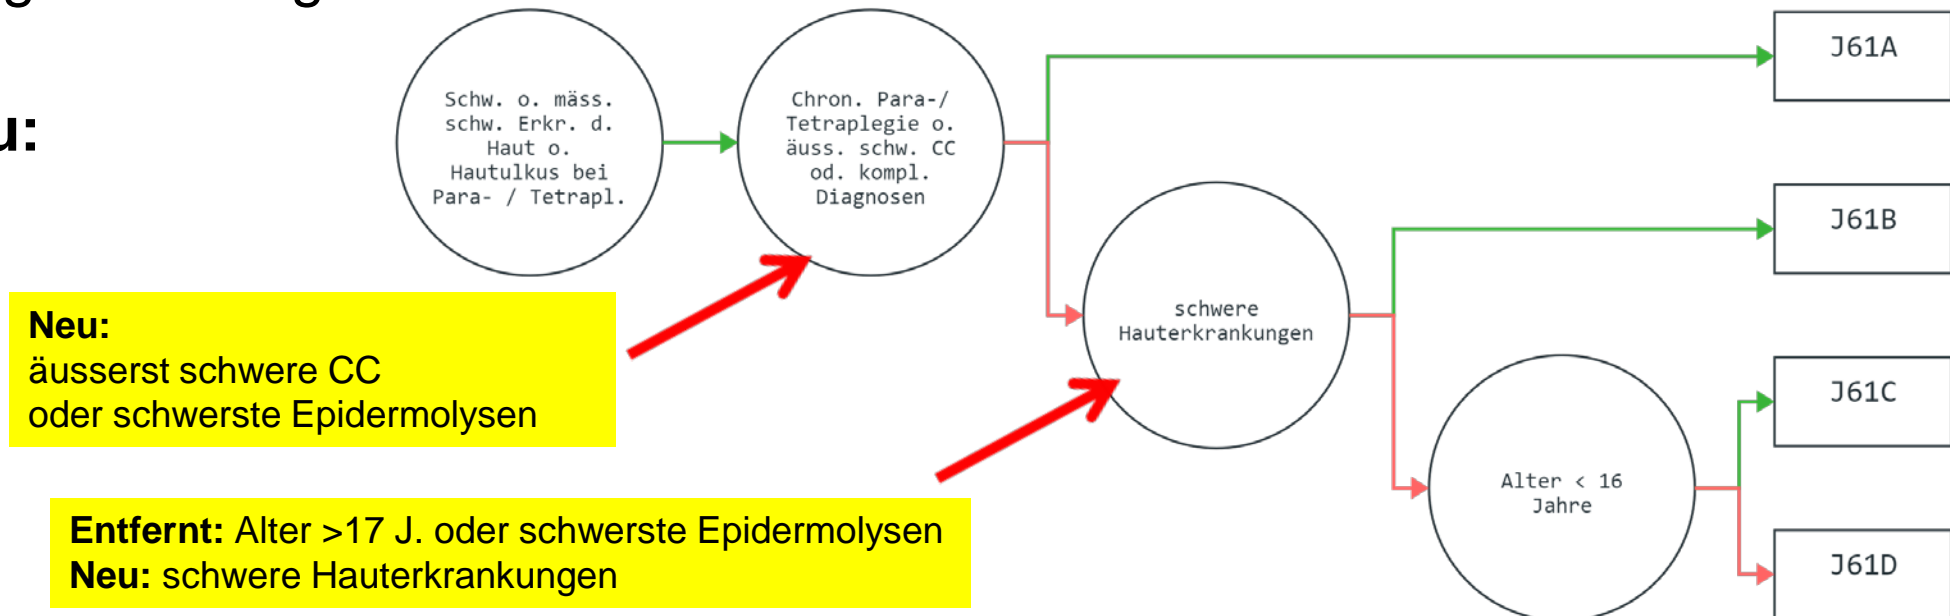 u:
Schw. o. mäss.
schw. Erkr. d.
Haut o.
Hautulkus bei
Para- / Tetrapl.
Chron. Para-/
Tetraplegie o.
äuss. schw. CC
od. kompl.
Diagnosen
J61A
J61B
schwere
Hauterkrankungen
Neu:
äusserst schwere CC
oder schwerste Epidermolysen
J61C
Alter < 16
Jahre
Entfernt: Alter >17 J. oder schwerste Epidermolysen
Neu: schwere Hauterkrankungen
J61D